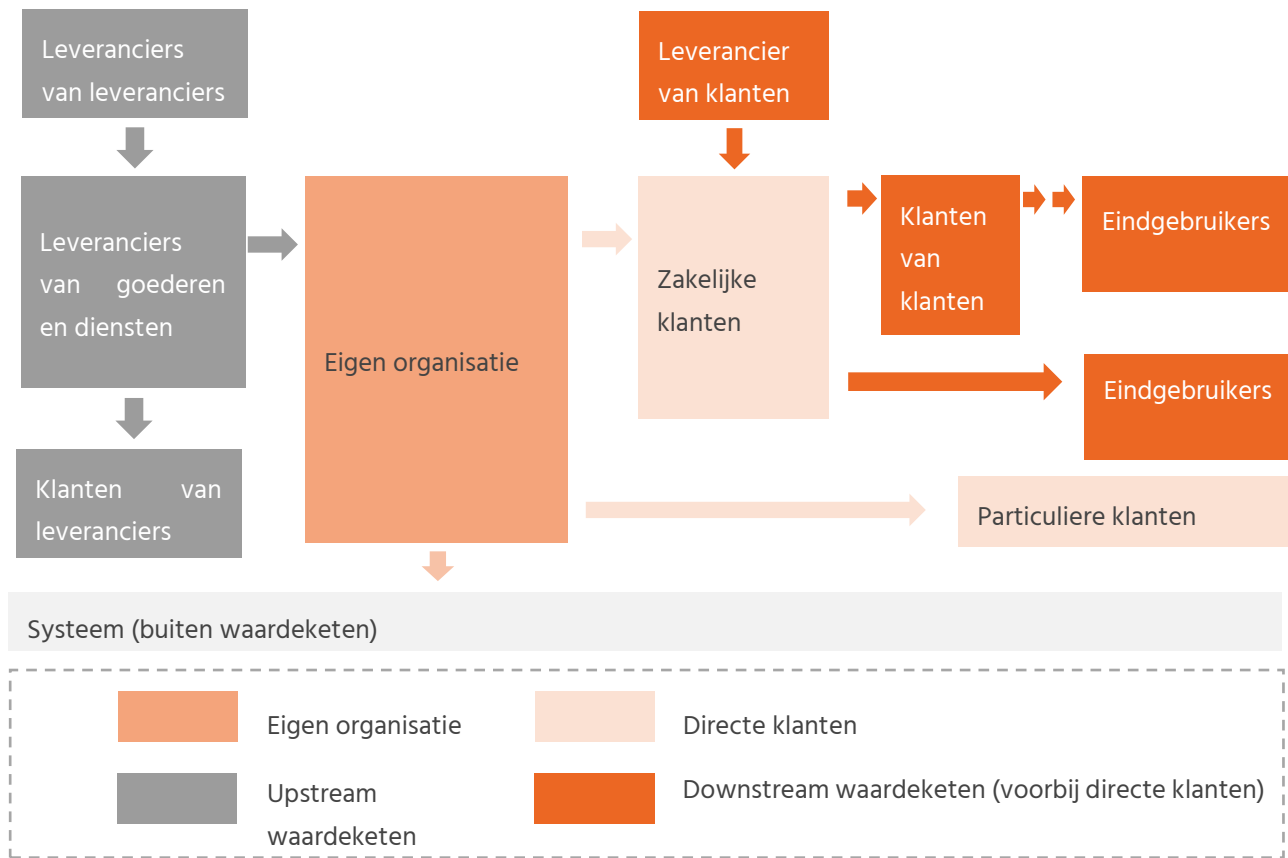 Leveranciers
van leveranciers
Leverancier
van klanten
Leveranciers
van goederen
en diensten
Eigen organisatie
Zakelijke
klanten
Klanten
van
klanten
Eindgebruikers
Eindgebruikers
Klanten van
leveranciers
Particuliere klanten
Systeem (buiten waardeketen)
Eigen organisatie
Directe klanten
Upstream
waardeketen
Downstream waardeketen (voorbij directe klanten)